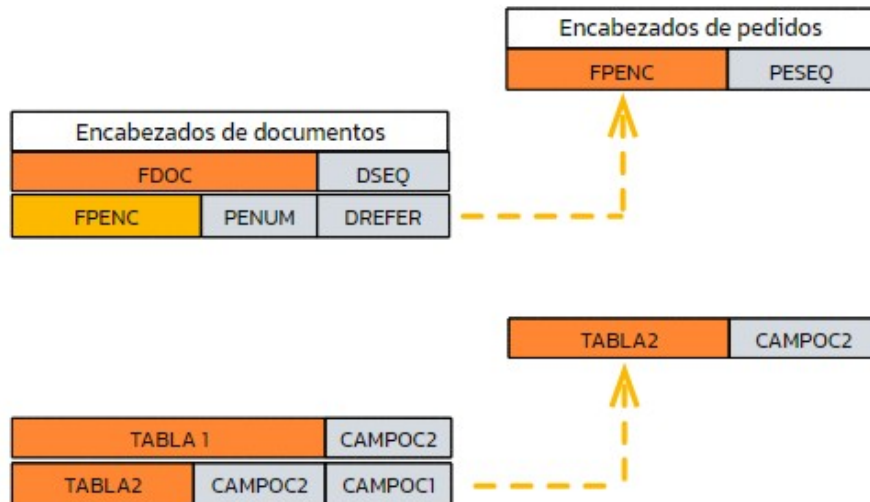 Encabezados de pedidos
FPENC PESEQ
Encabezados de documentos
FDOC DSEQ
FPENC PENUM DREFER
TABLA2 CAMPOC2
TABLA 1 CAMPOC2
TABLA2 CAMPOC2 CAMPOC1